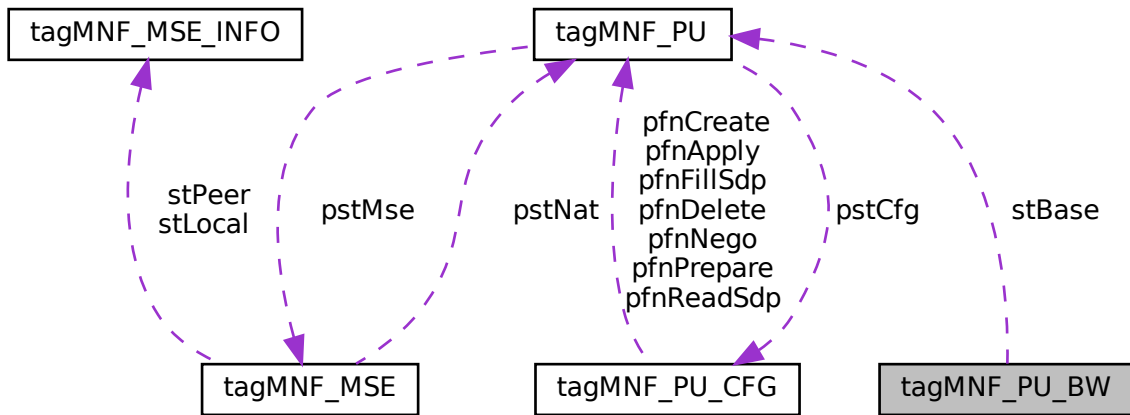 tagMNF_MSE_INFO
tagMNF_PU
pfnCreate
pfnApply
pfnFillSdp
pfnDelete
pfnNego
pfnPrepare
pfnReadSdp
stPeer
stLocal
pstMse
pstNat
pstCfg
stBase
tagMNF_MSE
tagMNF_PU_CFG
tagMNF_PU_BW